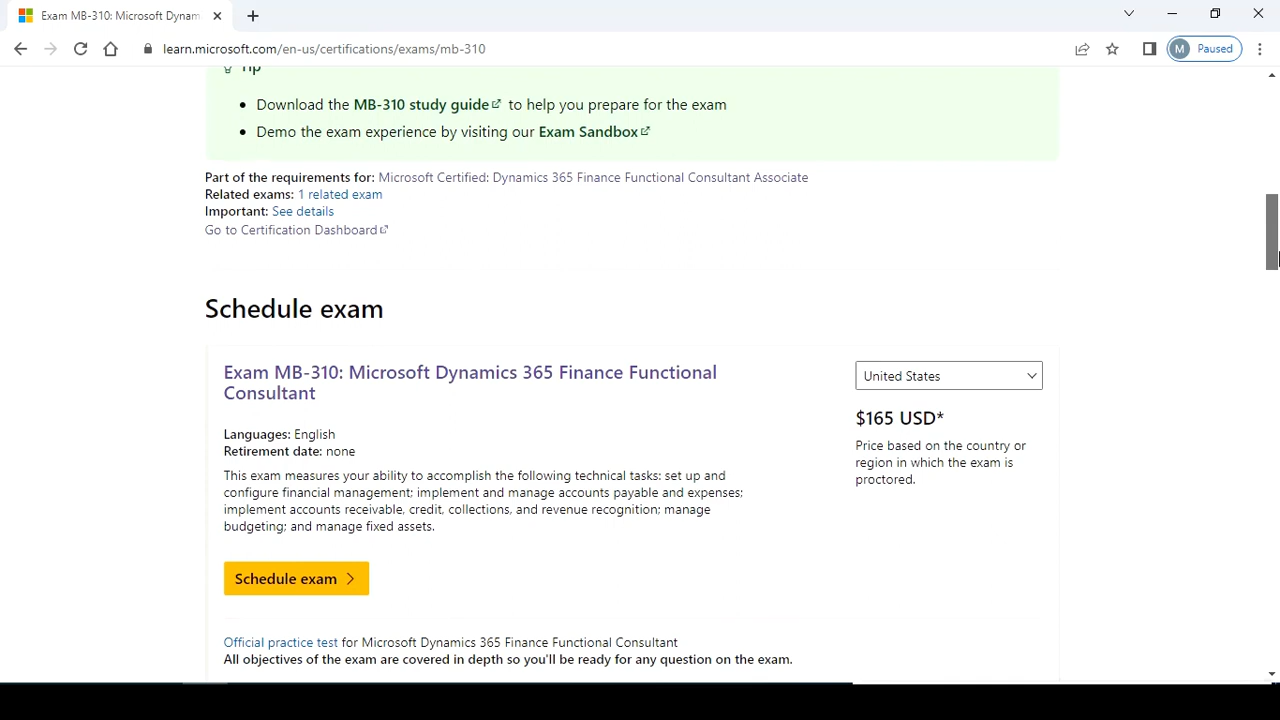 Exam MB-310: Microsoft Dynam
learn.microsoft.com/en-us/certifications/exams/mb-310
M Paused
Tip
Download the MB-310 study guide to help you prepare for the exam
Demo the exam experience by visiting our Exam Sandbox
Part of the requirements for: Microsoft Certified: Dynamics 365 Finance Functional Consultant Associate
Related exams: 1 related exam
Important: See details
Go to Certification Dashboard
Schedule exam
Exam MB-310: Microsoft Dynamics 365 Finance Functional
Consultant
Languages: English
Retirement date: none
This exam measures your ability to accomplish the following technical tasks: set up and
configure financial management; implement and manage accounts payable and expenses;
implement accounts receivable, credit, collections, and revenue recognition; manage
budgeting; and manage fixed assets.
United States
$165 USD*
Price based on the country or
region in which the exam is
proctored.
Schedule exam
Official practice test for Microsoft Dynamics 365 Finance Functional Consultant
All objectives of the exam are covered in depth so you'll be ready for any question on the exam.